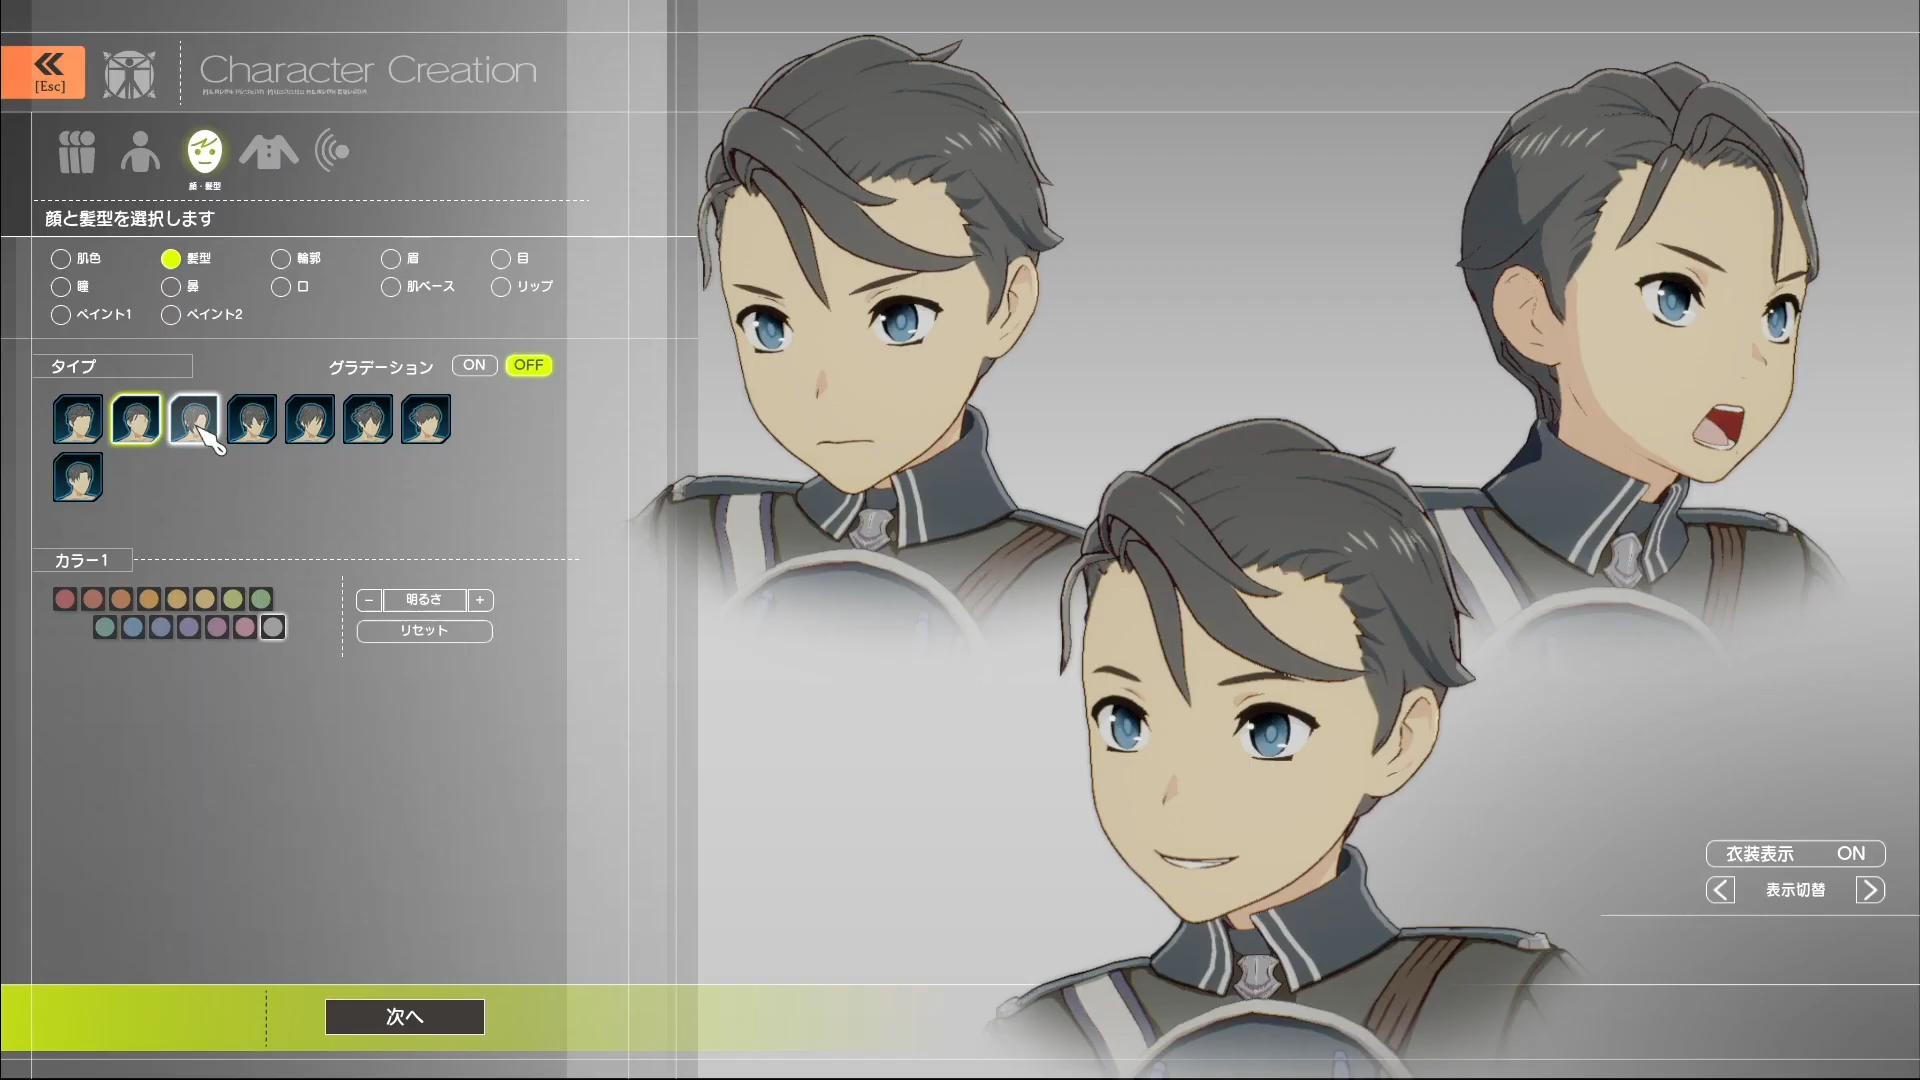 [Esc]
Character Creation
顔・髪型
顔と髪型を選択します
肌色 髪型 輪郭 眉 目
瞳 鼻 口 肌ベース リップ
ペイント1 ペイント2
タイプ
グラデーション ON OFF
カラー1
− 明るさ +
リセット
衣装表示 ON
表示切替
次へ